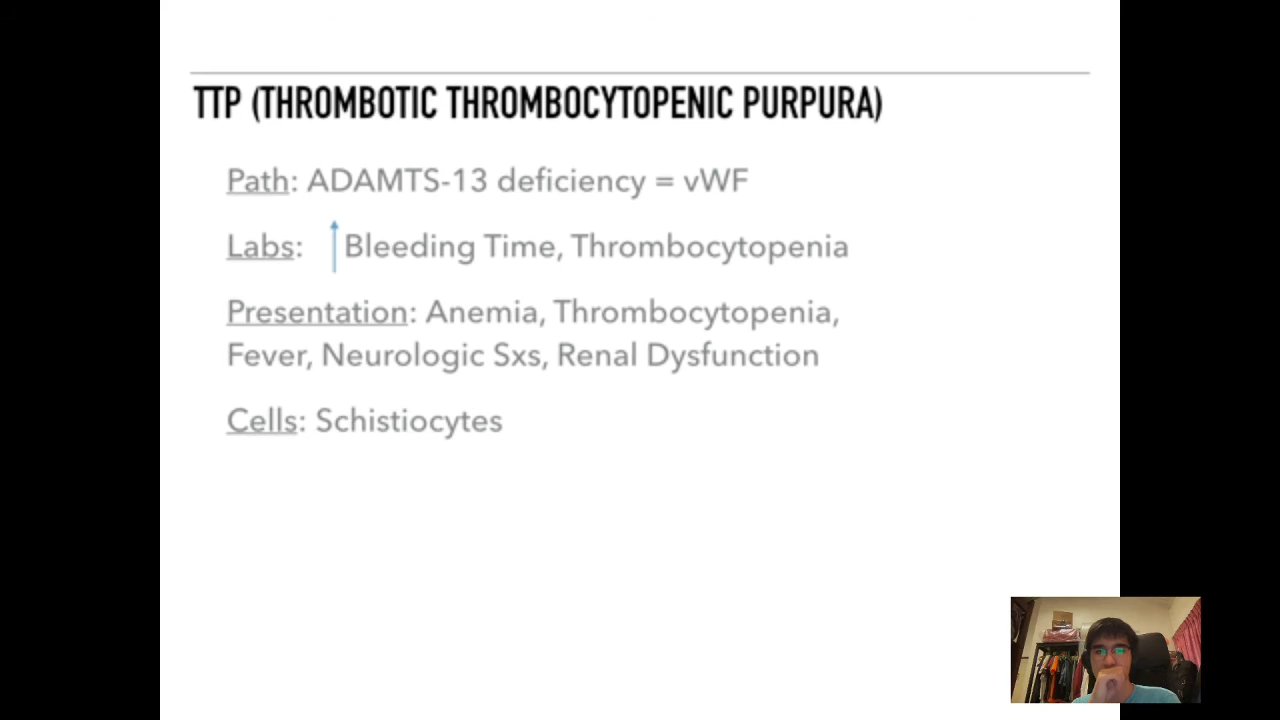 TTP (THROMBOTIC THROMBOCYTOPENIC PURPURA)
Path: ADAMTS-13 deficiency = vWF
Labs: Bleeding Time, Thrombocytopenia
Presentation: Anemia, Thrombocytopenia,
Fever, Neurologic Sxs, Renal Dysfunction
Cells: Schistiocytes